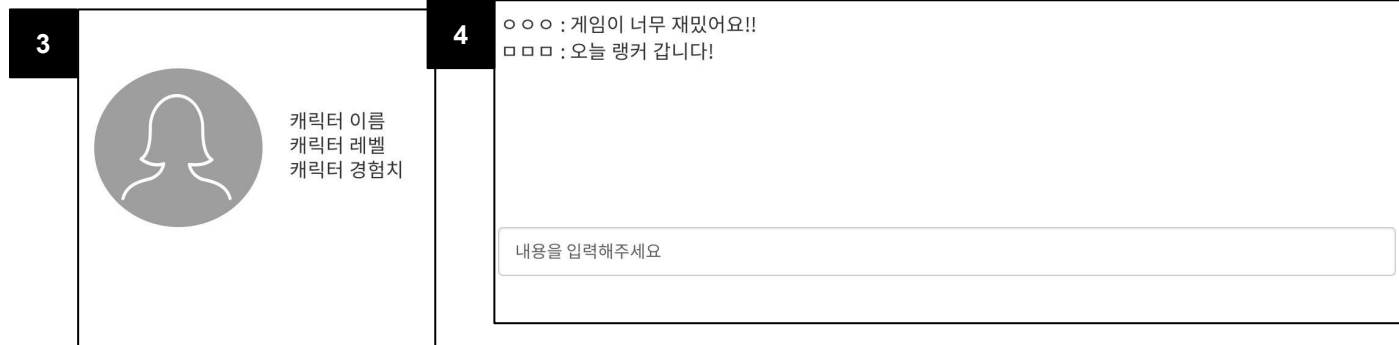 3
캐릭터 이름
캐릭터 레벨
캐릭터 경험치
4
ㅇㅇㅇ : 게임이 너무 재밌어요!!
ㅁㅁㅁ : 오늘 랭커 갑니다!
내용을 입력해주세요